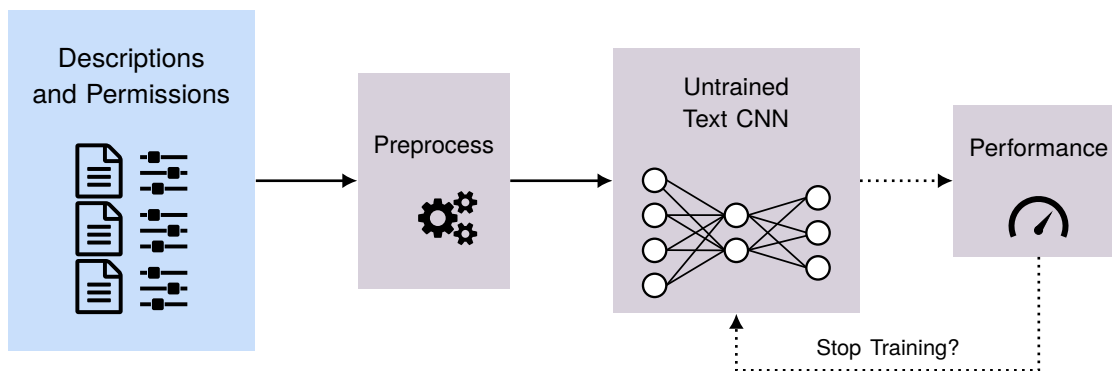 Descriptions
and Permissions
Preprocess
Untrained
Text CNN
Performance
Stop Training?